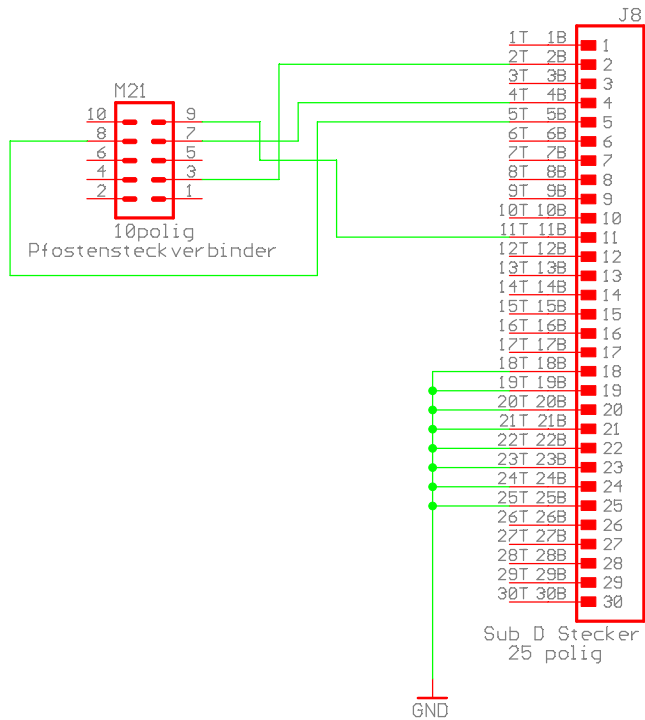 J8
1T 1B 1
2T 2B 2
3T 3B 3
M21
4T 4B 4
10 9 5T 5B 5
8 7 6T 6B 6
6 5 7T 7B 7
4 3 8T 8B 8
2 1 9T 9B 9
10T 10B 10
10polig
11T 11B 11
Pfostensteckverbinder
12T 12B 12
13T 13B 13
14T 14B 14
15T 15B 15
16T 16B 16
17T 17B 17
18T 18B 18
19T 19B 19
20T 20B 20
21T 21B 21
22T 22B 22
23T 23B 23
24T 24B 24
25T 25B 25
26T 26B 26
27T 27B 27
28T 28B 28
29T 29B 29
30T 30B 30
Sub D Stecker
25 polig
GND